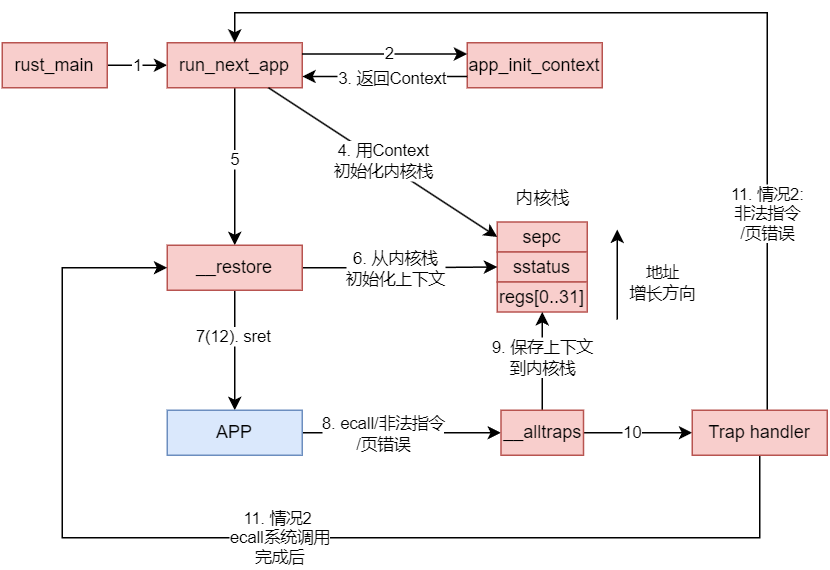 rust_main
1
run_next_app
2
3. 返回Context
app_init_context
4. 用Context
初始化内核栈
5
11. 情况2:
非法指令
/页错误
内核栈
sepc
sstatus
regs[0..31]
地址
增长方向
__restore
6. 从内核栈
初始化上下文
7(12). sret
9. 保存上下文
到内核栈
APP
8. ecall/非法指令
/页错误
__alltraps
10
Trap handler
11. 情况2
ecall系统调用
完成后